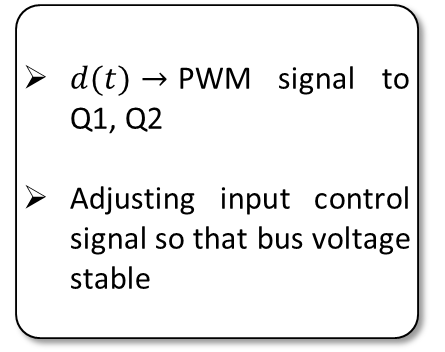 ➢ d(t) → PWM signal to
Q1, Q2
➢ Adjusting input control
signal so that bus voltage
stable